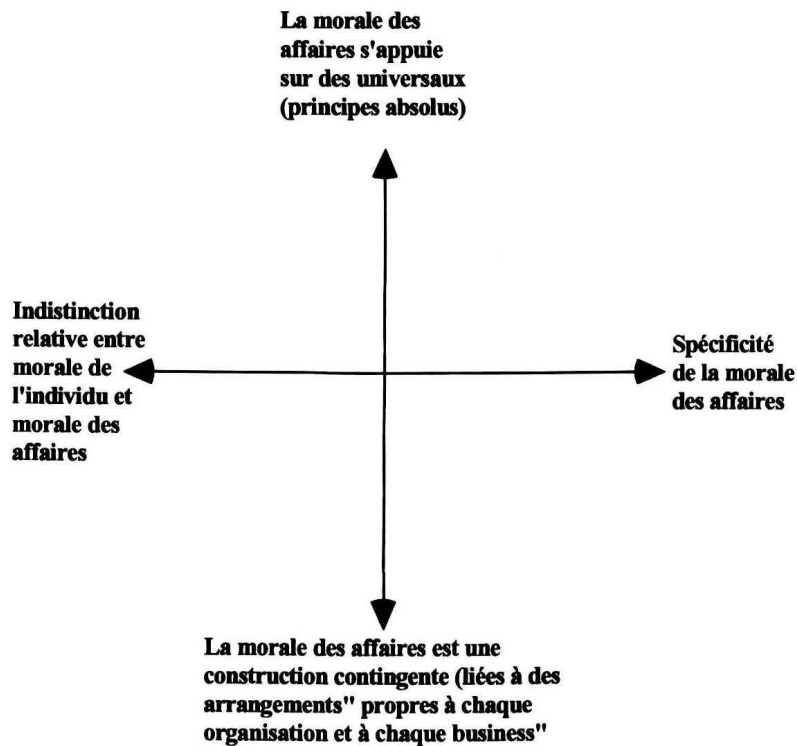 La morale des
affaires s'appuie
sur des universaux
(principes absolus)
Indistinction
relative entre
morale de
l'individu et
morale des
affaires
Spécificité
de la morale
des affaires
La morale des affaires est une
construction contingente (liées à des
arrangements" propres à chaque
organisation et à chaque business"